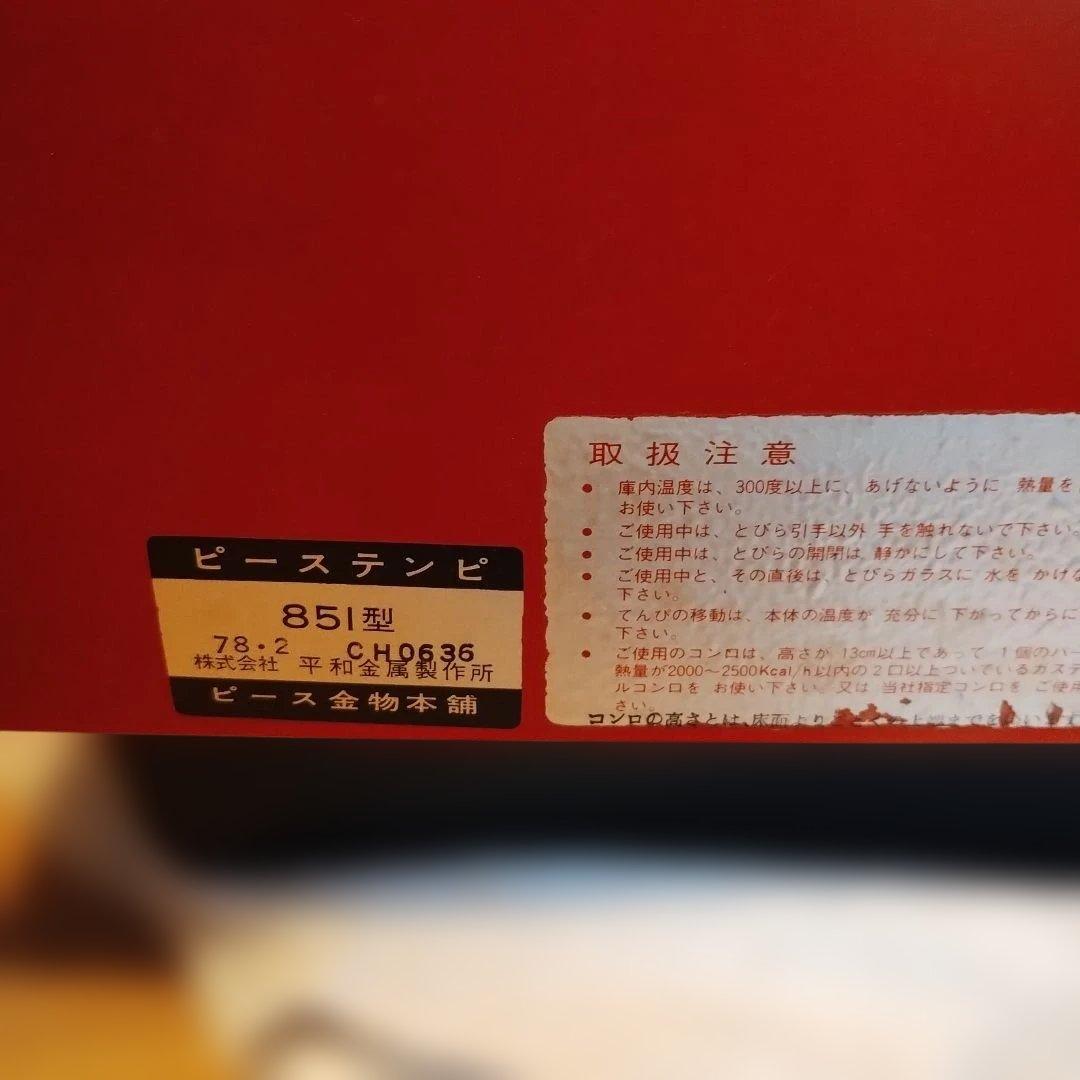 ピーステンピ
851型
78.2 CH0636
株式会社 平和金属製作所
ピース金物本舗
取扱注意
● 庫内温度は、300度以上に、あげないように 熱量を
お使い下さい。
● ご使用中は、とびら引手以外 手を触れないで下さい。
● ご使用中は、とびらの開閉は 静かにして下さい。
● ご使用中と、その直後は、とびらガラスに 水を かけな
下さい。
● てんぴの移動は、本体の温度が 充分に 下がってからに
下さい。
● ご使用のコンロは、高さが 13cm以上であって 1個のバー
熱量が2000〜2500Kcal/h以内の2口以上ついているガステ
ルコンロを お使い下さい。又は 当社指定コンロを ご使用
さい。
コンロの高さとは、床面より